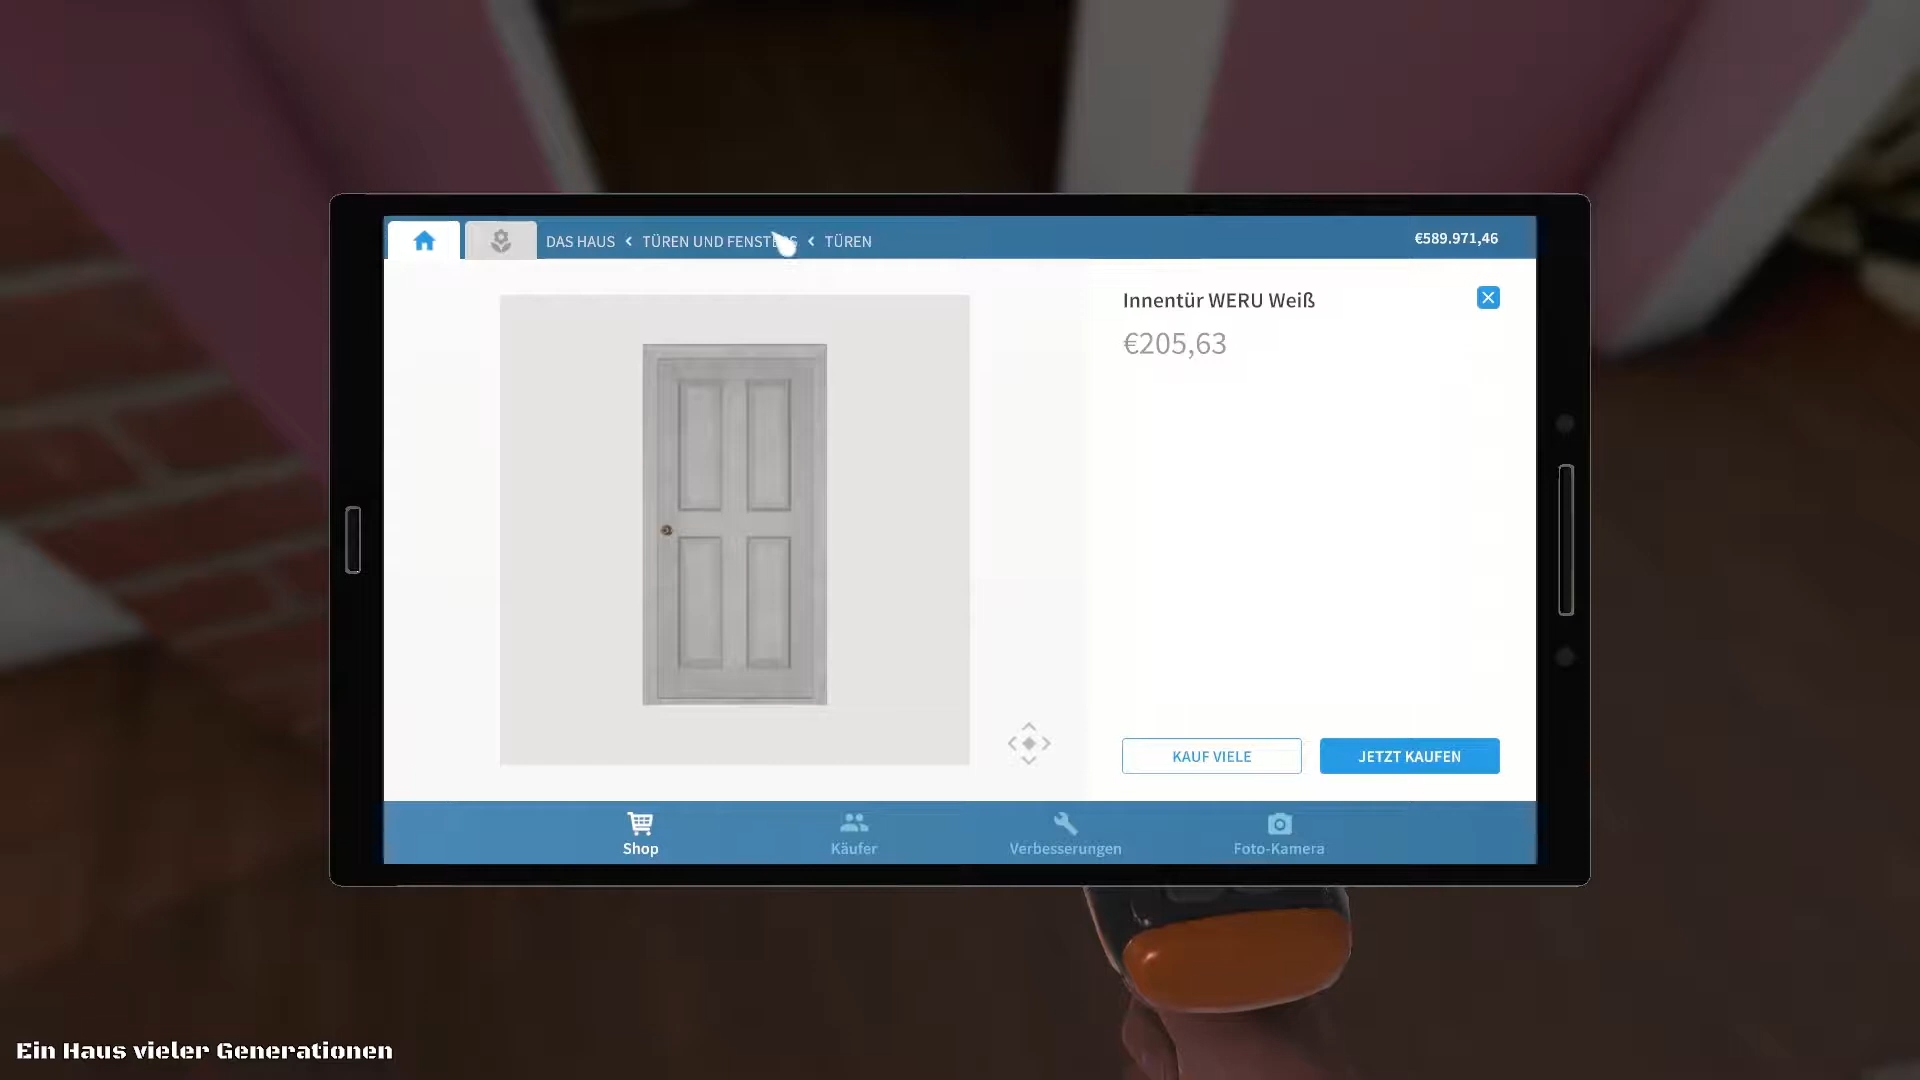 DAS HAUS < TÜREN UND FENSTERS < TÜREN
€589.971,46
Innentür WERU Weiß
€205,63
KAUF VIELE
JETZT KAUFEN
Shop
Käufer
Verbesserungen
Foto-Kamera
Ein Haus vieler Generationen